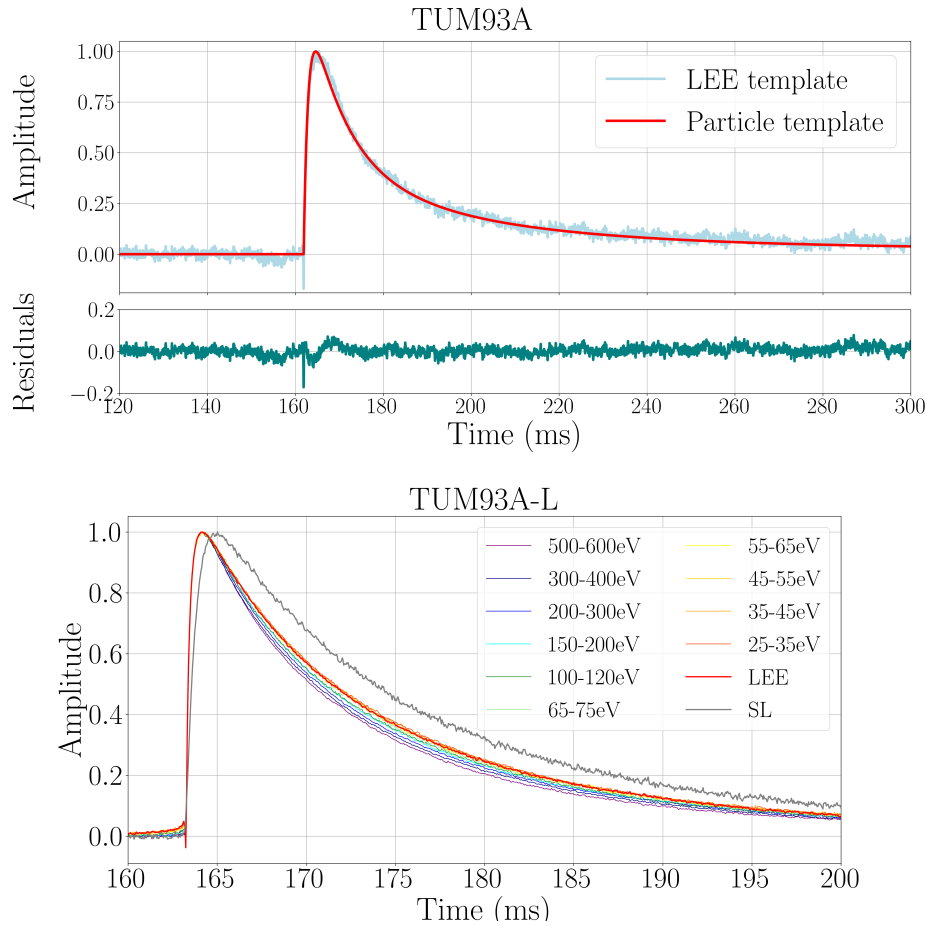 TUM93A
Amplitude
1.00
0.75
0.50
0.25
0.00
LEE template
Particle template
Residuals
0.2
0.0
−0.2
120 140 160 180 200 220 240 260 280 300
Time (ms)
TUM93A-L
Amplitude
1.0
0.8
0.6
0.4
0.2
0.0
500-600eV
300-400eV
200-300eV
150-200eV
100-120eV
65-75eV
55-65eV
45-55eV
35-45eV
25-35eV
LEE
SL
160 165 170 175 180 185 190 195 200
Time (ms)